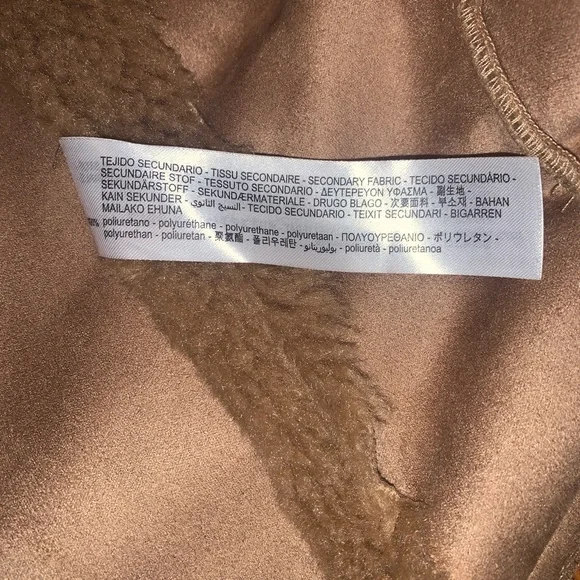 TEJIDO SECUNDARIO - TISSU SECONDAIRE - SECONDARY FABRIC - TECIDO SECUNDÁRIO -
SECUNDAIRE STOF - TESSUTO SECONDARIO - ΔΕΥΤΕΡΕΥΟΝ ΥΦΑΣΜΑ - 副生地 -
SEKUNDÄRSTOFF - SEKUNDÆRMATERIALE - DRUGO BLAGO - 次要面料 - 부소재 - BAHAN
KAIN SEKUNDER - النسيج الثانوي - TECIDO SECUNDARIO - TEIXIT SECUNDARI - BIGARREN
MAILAKO EHUNA
poliuretano - polyuréthane - polyurethane - polyuretaan - ΠΟΛΥΟΥΡΕΘΑΝΙΟ - ポリウレタン -
polyurethan - poliuretan - 聚氨酯 - 폴리우레탄 - بوليوريتانو - poliuretà - poliuretanoa